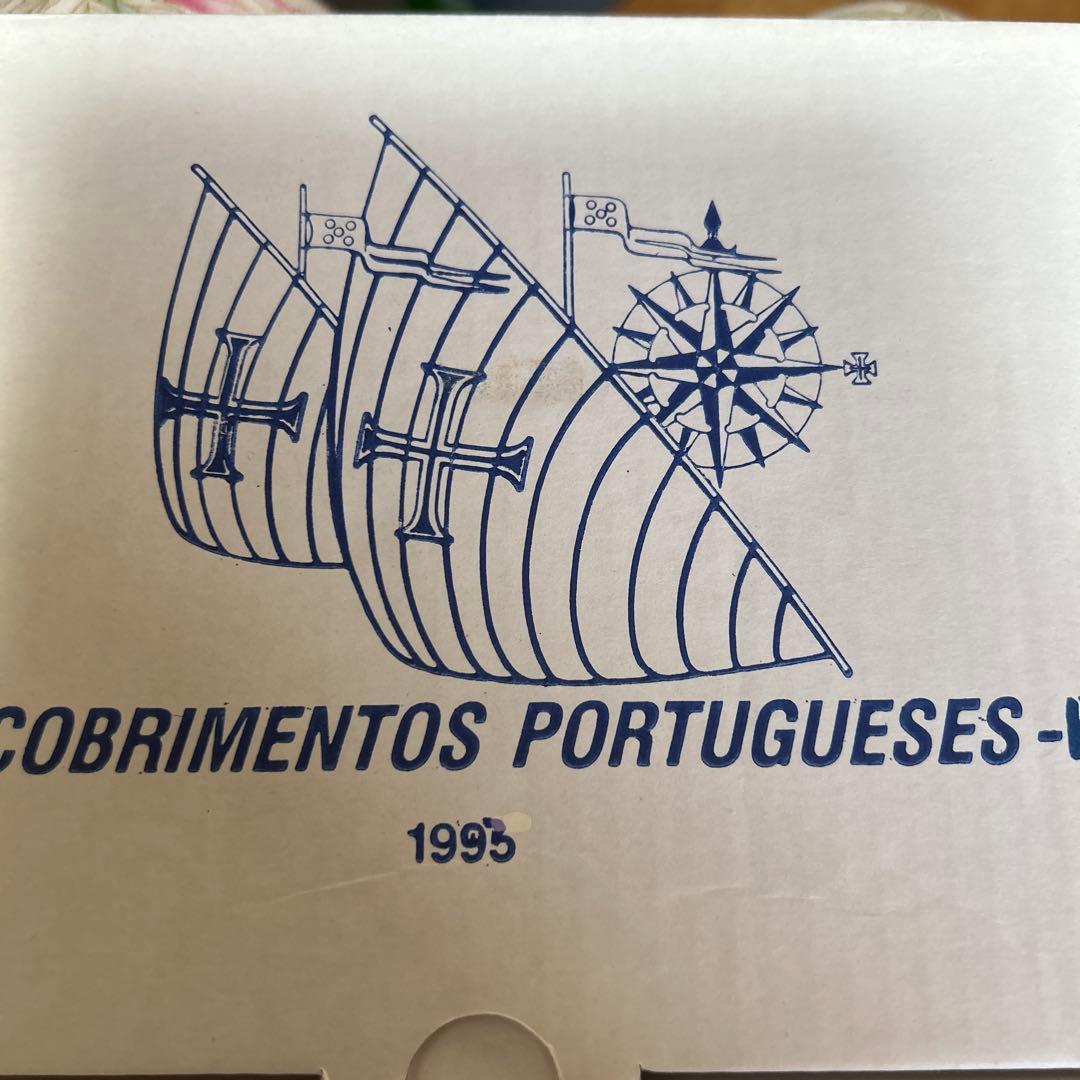 COBRIMENTOS PORTUGUESES -
1995